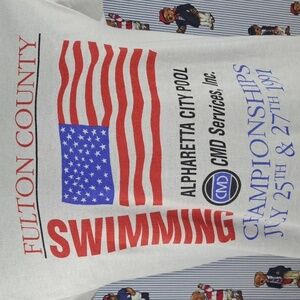 FULTON COUNTY
SWIMMING
ALPHARETTA CITY POOL
CMD
CMD Services, Inc.
CHAMPIONSHIPS
JULY 25TH & 27TH 1991